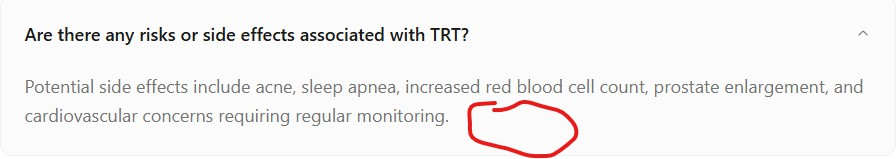 Are there any risks or side effects associated with TRT?
Potential side effects include acne, sleep apnea, increased red blood cell count, prostate enlargement, and
cardiovascular concerns requiring regular monitoring.